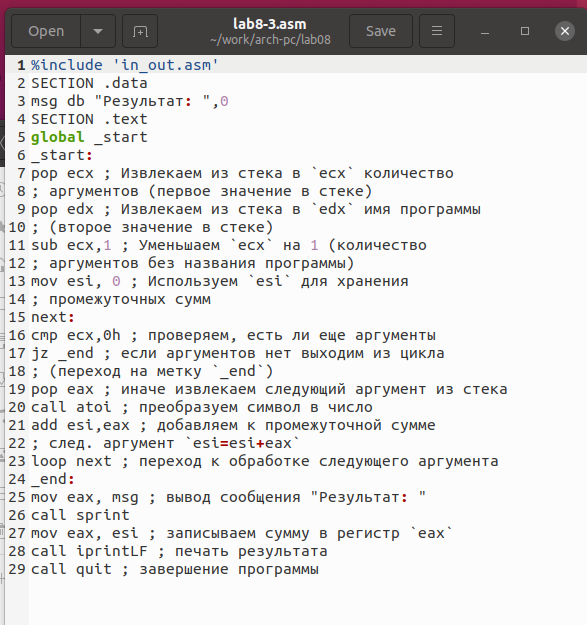 lab8-3.asm
Open
~/work/arch-pc/lab08
Save
1 %include 'in_out.asm'
2 SECTION .data
3 msg db "Результат: ",0
4 SECTION .text
5 global _start
6 _start:
7 pop ecx ; Извлекаем из стека в `ecx` количество
8 ; аргументов (первое значение в стеке)
9 pop edx ; Извлекаем из стека в `edx` имя программы
10 ; (второе значение в стеке)
11 sub ecx,1 ; Уменьшаем `ecx` на 1 (количество
12 ; аргументов без названия программы)
13 mov esi, 0 ; Используем `esi` для хранения
14 ; промежуточных сумм
15 next:
16 cmp ecx,0h ; проверяем, есть ли еще аргументы
17 jz _end ; если аргументов нет выходим из цикла
18 ; (переход на метку `_end`)
19 pop eax ; иначе извлекаем следующий аргумент из стека
20 call atoi ; преобразуем символ в число
21 add esi,eax ; добавляем к промежуточной сумме
22 ; след. аргумент `esi=esi+eax`
23 loop next ; переход к обработке следующего аргумента
24 _end:
25 mov eax, msg ; вывод сообщения "Результат: "
26 call sprint
27 mov eax, esi ; записываем сумму в регистр `eax`
28 call iprintLF ; печать результата
29 call quit ; завершение программы